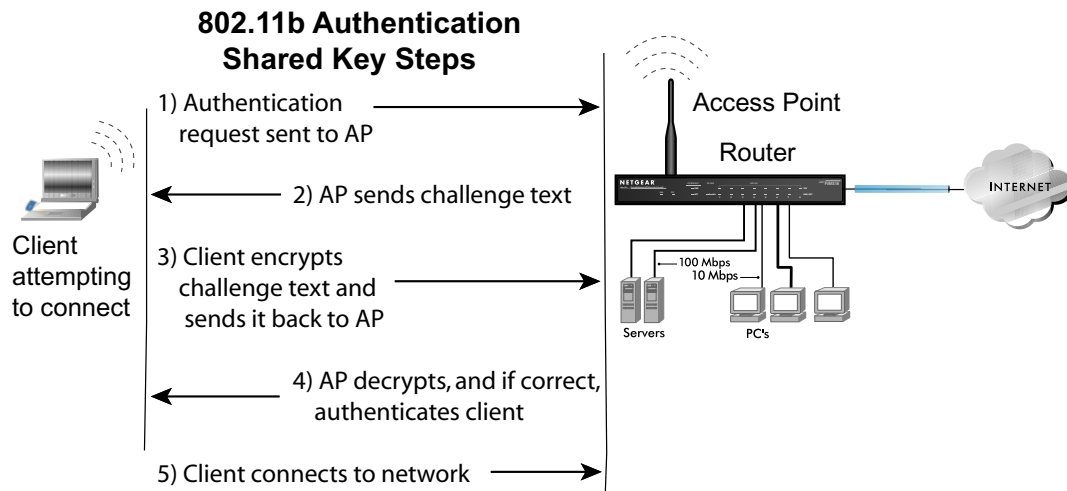 802.11b Authentication
Shared Key Steps
1) Authentication
request sent to AP
2) AP sends challenge text
3) Client encrypts
challenge text and
sends it back to AP
4) AP decrypts, and if correct,
authenticates client
5) Client connects to network
Client
attempting
to connect
Access Point
Router
NETGEAR
INTERNET
100 Mbps
10 Mbps
Servers
PC's